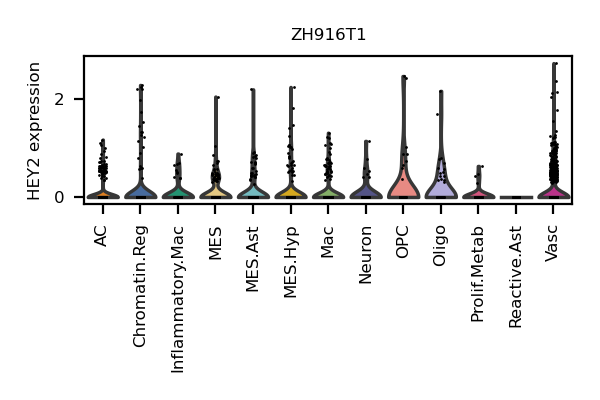 ZH916T1
HEY2 expression
2
0
AC
Chromatin.Reg
Inflammatory.Mac
MES
MES.Ast
MES.Hyp
Mac
Neuron
OPC
Oligo
Prolif.Metab
Reactive.Ast
Vasc